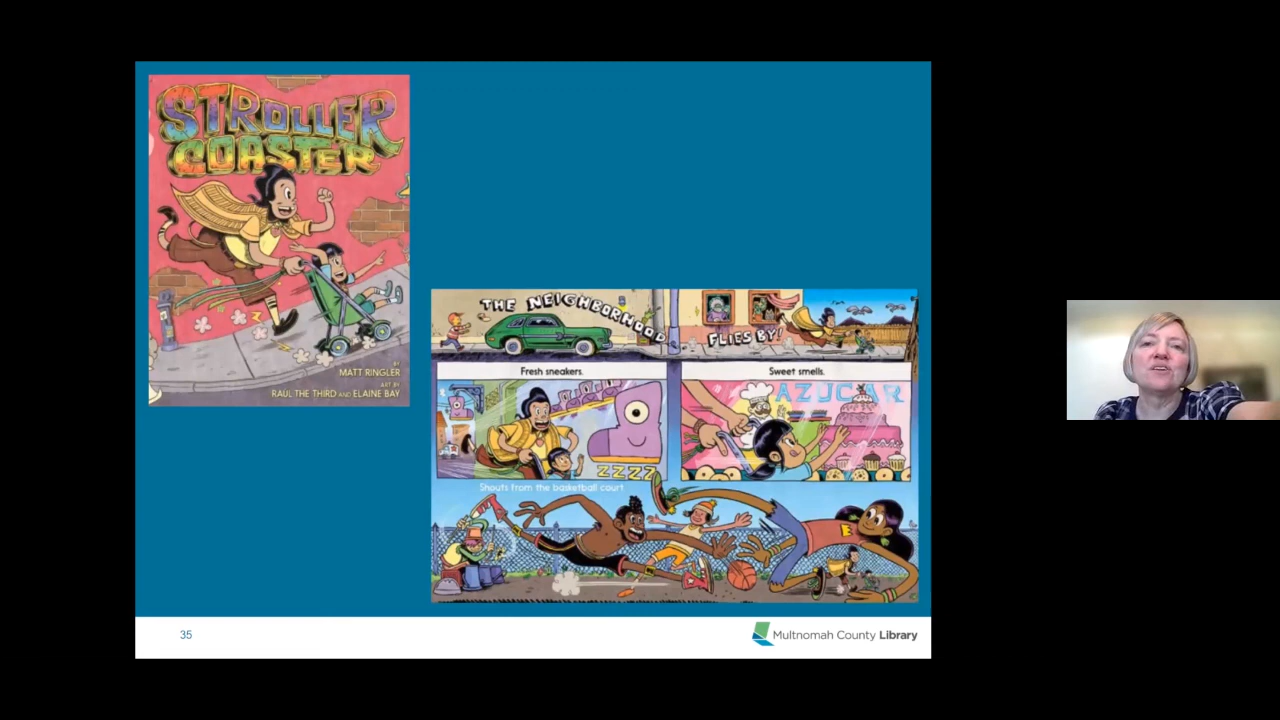 STROLLER
COASTER
BY
MATT RINGLER
ART BY
RAÚL THE THIRD AND ELAINE BAY
THE NEIGHBORHOOD
FLIES BY!
Fresh sneakers.
Sweet smells.
AZUCAR
ZZZZ
Shouts from the basketball court.
35
Multnomah County Library